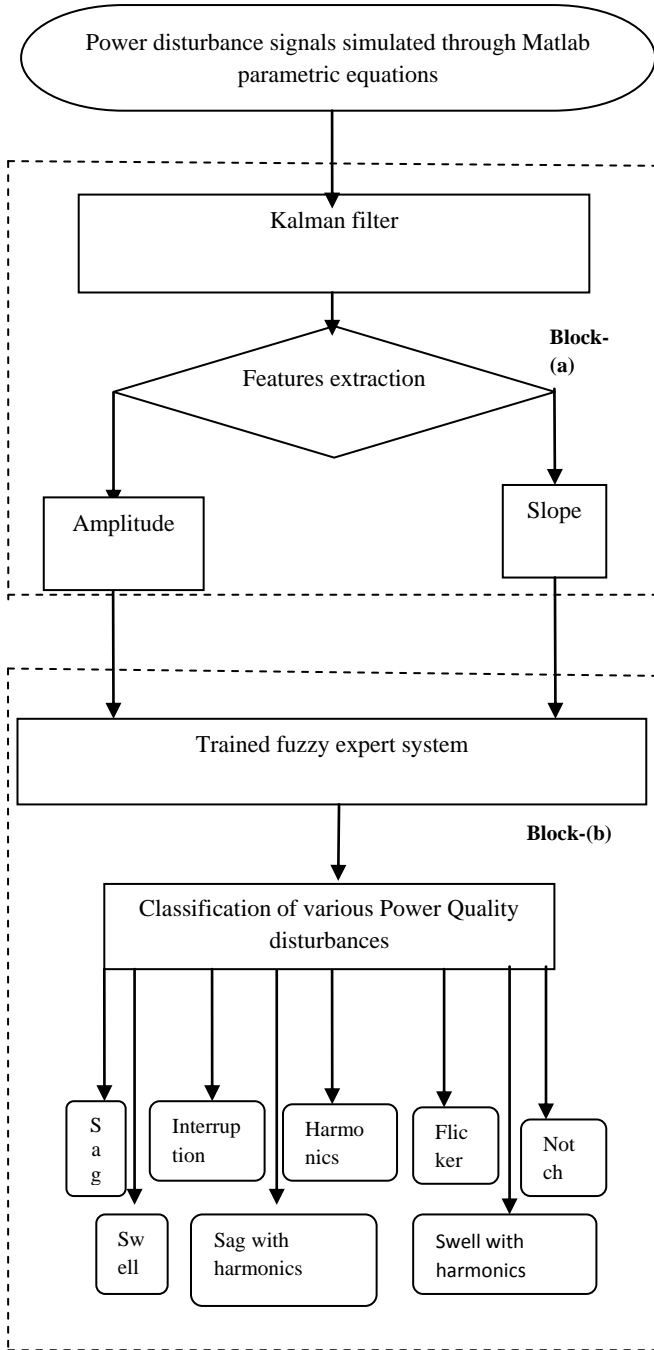 Power disturbance signals simulated through Matlab
parametric equations
Kalman filter
Block-
(a)
Features extraction
Amplitude
Slope
Trained fuzzy expert system
Block-(b)
Classification of various Power Quality
disturbances
S
a
g
Interrup
tion
Harmo
nics
Flic
ker
Not
ch
Sw
ell
Sag with
harmonics
Swell with
harmonics